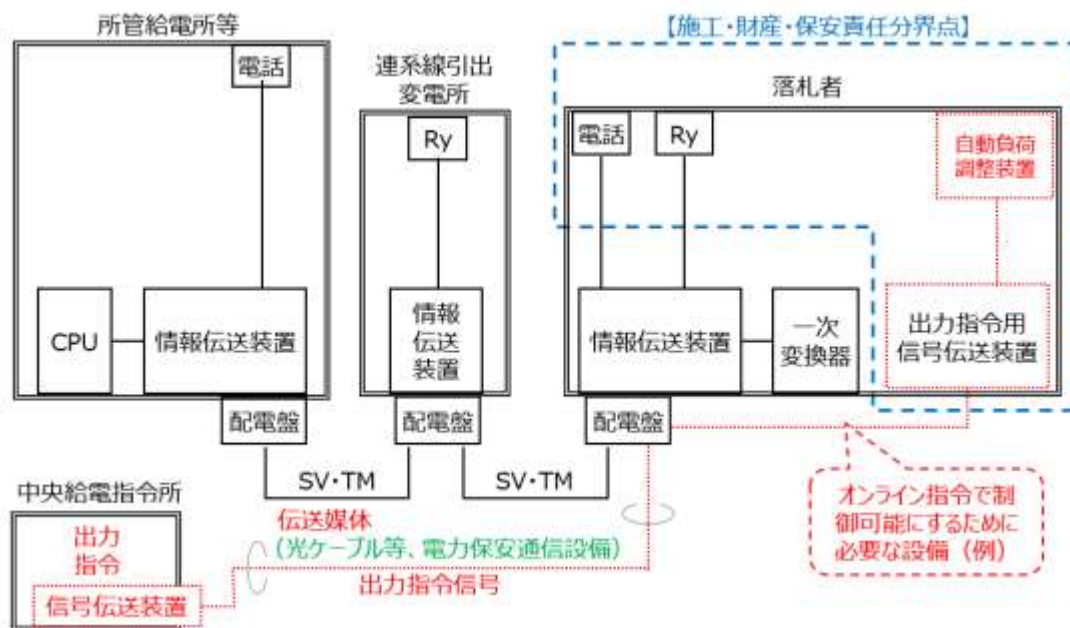 所管給電所等
電話
CPU
情報伝送装置
配電盤
連系線引出
変電所
Ry
情報
伝送
装置
配電盤
【施工・財産・保安責任分界点】
落札者
電話
Ry
自動負荷
調整装置
情報伝送装置
一次
変換器
出力指令用
信号伝送装置
配電盤
SV・TM
SV・TM
中央給電指令所
出力
指令
信号伝送装置
伝送媒体
（光ケーブル等、電力保安通信設備）
出力指令信号
オンライン指令で制
御可能にするために
必要な設備（例）